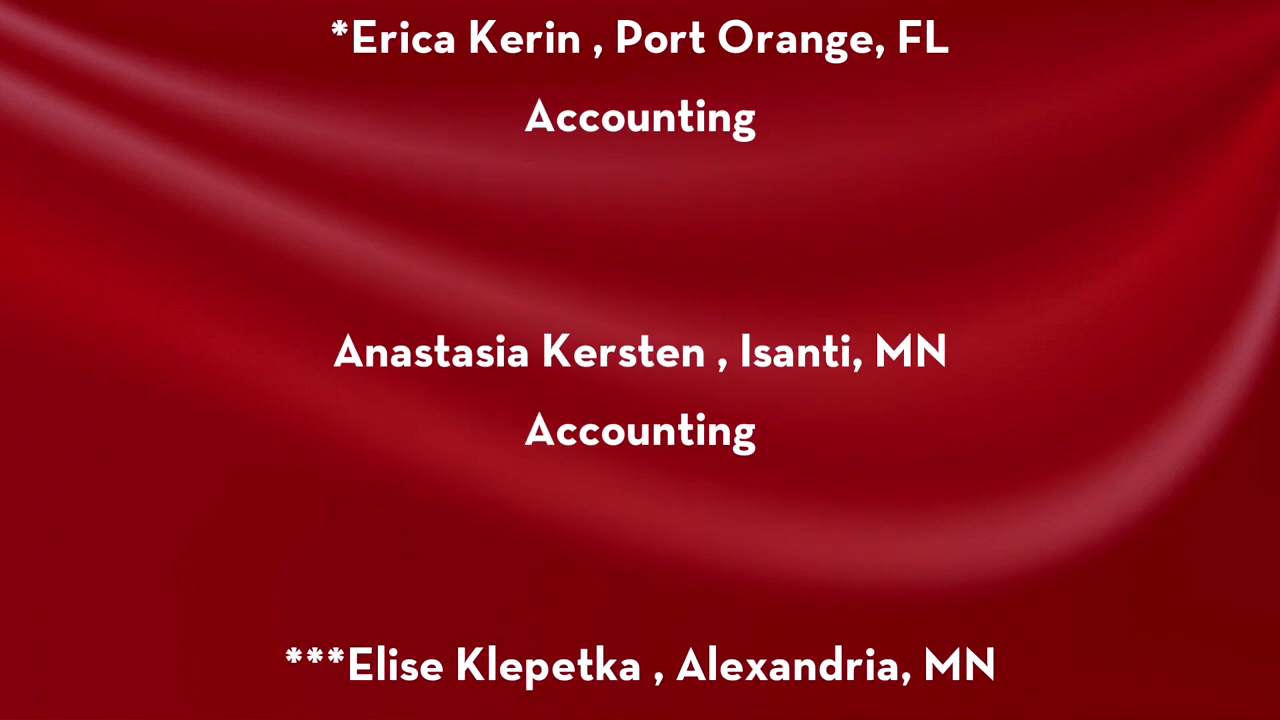 *Erica Kerin , Port Orange, FL
Accounting
Anastasia Kersten , Isanti, MN
Accounting
***Elise Klepetka , Alexandria, MN